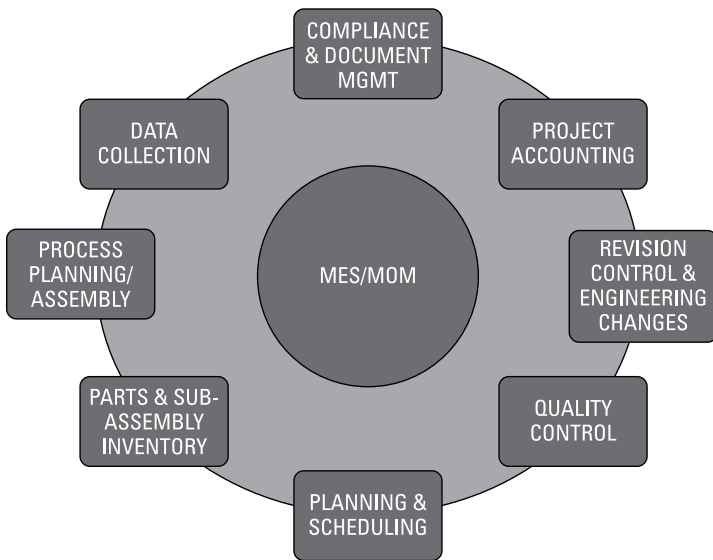 COMPLIANCE
& DOCUMENT
MGMT
DATA
COLLECTION
PROJECT
ACCOUNTING
PROCESS
PLANNING/
ASSEMBLY
MES/MOM
REVISION
CONTROL &
ENGINEERING
CHANGES
PARTS & SUB-
ASSEMBLY
INVENTORY
QUALITY
CONTROL
PLANNING &
SCHEDULING